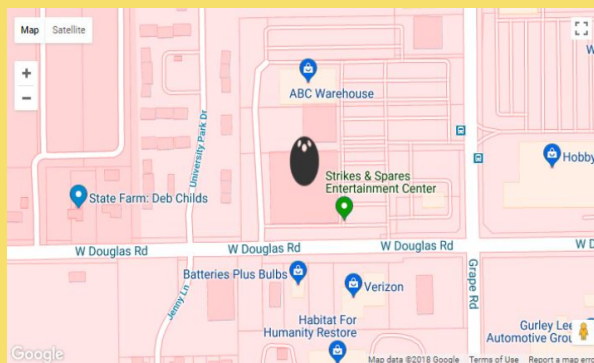 Map Satellite
W
+
ABC Warehouse
−
University Park Dr
Hobby
Strikes & Spares
Entertainment Center
State Farm: Deb Childs
W Douglas Rd
W Douglas Rd
W Douglas Rd
W D
Batteries Plus Bulbs
Verizon
Jenny Ln
Grape Rd
Habitat For
Humanity Restore
Gurley Lee
Automotive Grou
Google
Map data ©2018 Google Terms of Use Report a map erro